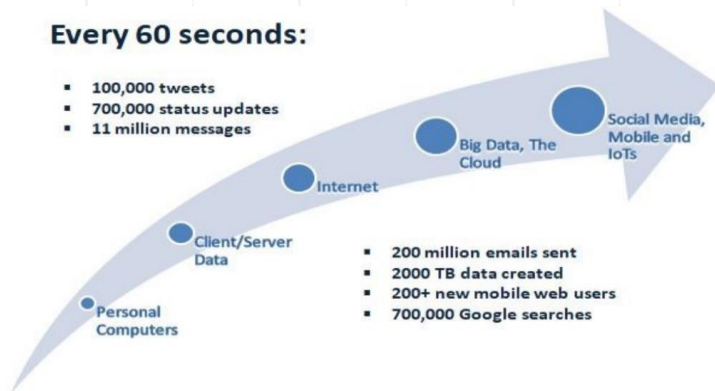 Every 60 seconds:
▪ 100,000 tweets
▪ 700,000 status updates
▪ 11 million messages
Social Media,
Mobile and
IoTs
Big Data, The
Cloud
Internet
Client/Server
Data
Personal
Computers
▪ 200 million emails sent
▪ 2000 TB data created
▪ 200+ new mobile web users
▪ 700,000 Google searches